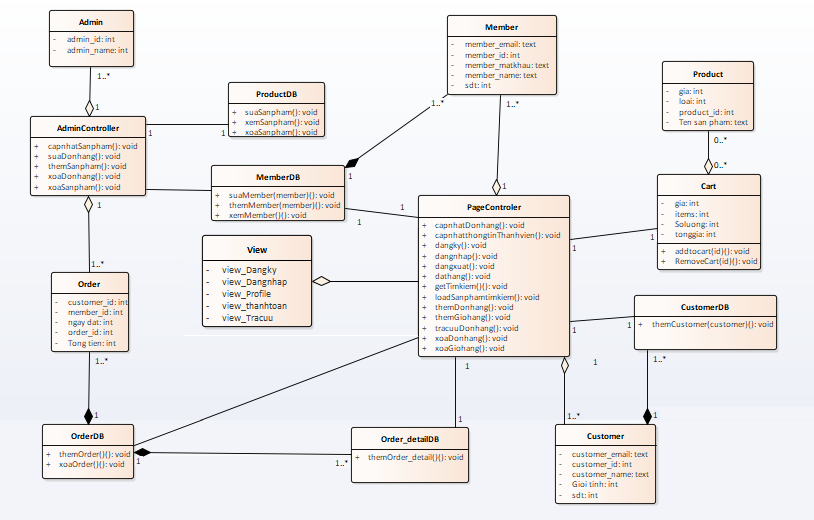 Admin
- admin_id: int
- admin_name: int
1..*
1
AdminController
+ capnhatSanpham(): void
+ suaDonhang(): void
+ themSanpham(): void
+ xoaDonhang(): void
+ xoaSanpham(): void
1
1
ProductDB
+ suaSanpham(): void
+ xemSanpham(): void
+ xoaSanpham(): void
Member
- member_email: text
- member_id: int
- member_matkhau: text
- member_name: text
- sdt: int
1..*
1
1..*
1
Product
- gia: int
- loai: int
- product_id: int
- Ten san pham: text
0..*
0..*
MemberDB
+ suaMember(member)(): void
+ themMember(member)(): void
+ xemMember()(): void
1
1
Cart
- gia: int
- items: int
- Soluong: int
- tonggia: int
+ addtocart(id)(): void
+ RemoveCart(id)(): void
PageControler
+ capnhatDonhang(): void
+ capnhatthongtinThanhvien(): void
+ dangky(): void
+ dangnhap(): void
+ dangxuat(): void
+ dathang(): void
+ getTimkiem(): void
+ loadSanphamtimkiem(): void
+ themDonhang(): void
+ themGiohang(): void
+ tracuuDonhang(): void
+ xoaDonhang(): void
+ xoaGiohang(): void
1
1
View
- view_Dangky
- view_Dangnhap
- view_Profile
- view_thanhtoan
- view_Tracuu
1
1..*
Order
- customer_id: int
- member_id: int
- ngay dat: int
- order_id: int
- Tong tien: int
1..*
1
CustomerDB
+ themCustomer(customer)(): void
1
1
1..*
1
OrderDB
+ themOrder()(): void
+ xoaOrder()(): void
1
1..*
Order_detailDB
+ themOrder_detail()(): void
1
1
1
1..*
Customer
- customer_email: text
- customer_id: int
- customer_name: text
- Gioi tinh: int
- sdt: int